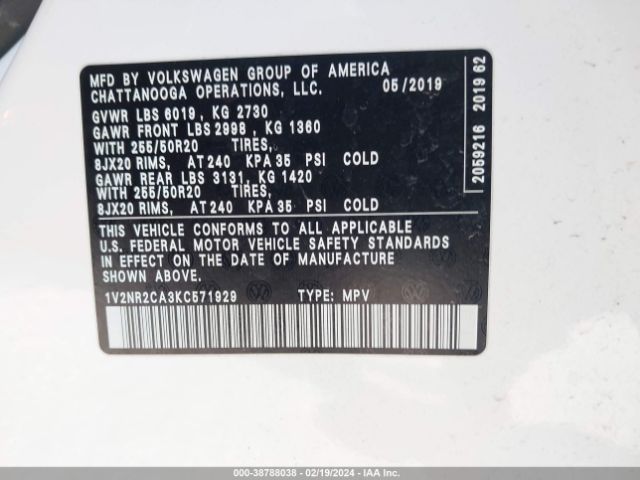 MFD BY VOLKSWAGEN GROUP OF AMERICA
CHATTANOOGA OPERATIONS, LLC. 05/2019
GVWR LBS 6019, KG 2730
GAWR FRONT LBS 2998, KG 1360
WITH 255/50R20 TIRES,
8JX20 RIMS, AT 240 KPA 35 PSI COLD
GAWR REAR LBS 3131, KG 1420
WITH 255/50R20 TIRES,
8JX20 RIMS, AT 240 KPA 35 PSI COLD
THIS VEHICLE CONFORMS TO ALL APPLICABLE
U.S. FEDERAL MOTOR VEHICLE SAFETY STANDARDS
IN EFFECT ON THE DATE OF MANUFACTURE
SHOWN ABOVE.
1V2NR2CA3KC571929 TYPE: MPV
2059216 2019 62
000-38788038 - 02/19/2024 - IAA Inc.